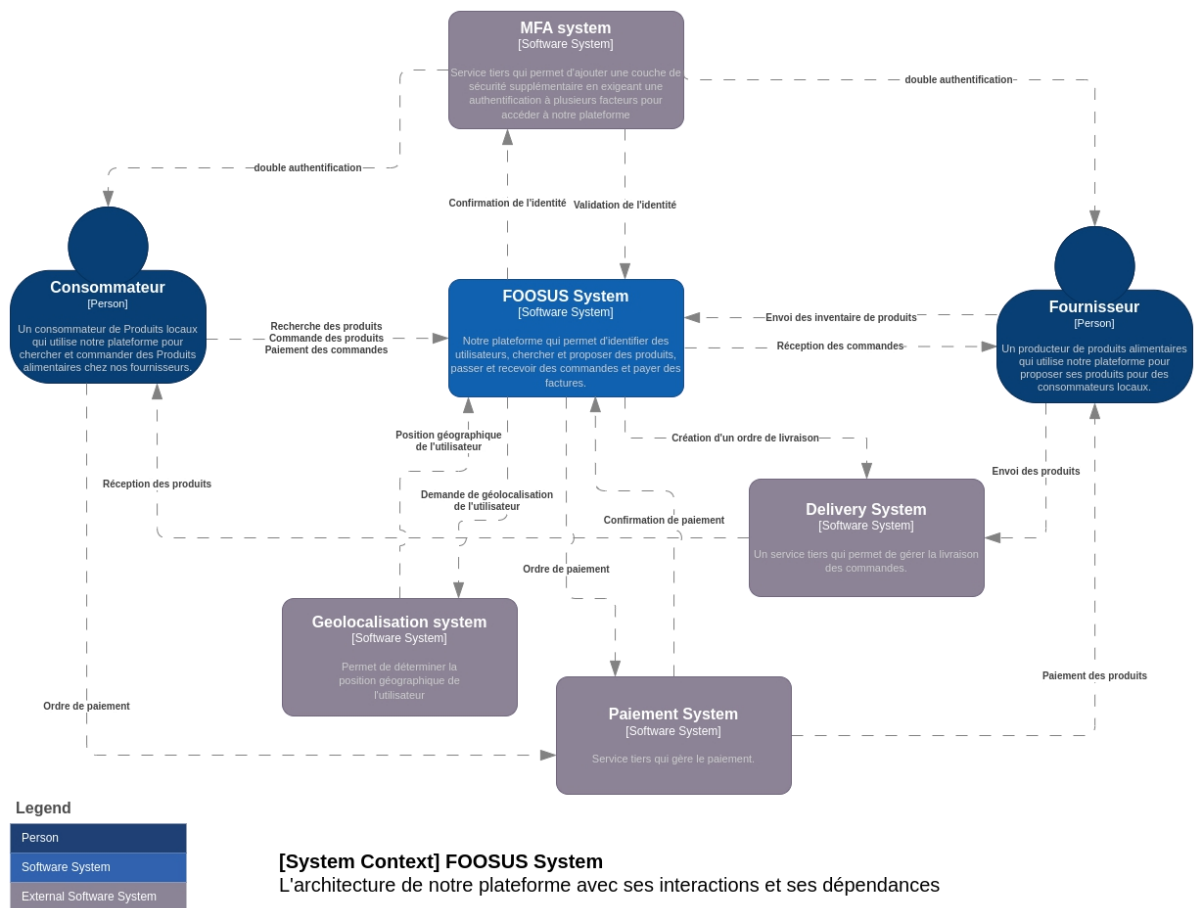 MFA system
[Software System]
Service tiers qui permet d'ajouter une couche de
sécurité supplémentaire en exigeant une
authentification à plusieurs facteurs pour
accéder à notre plateforme
double authentification
double authentification
Confirmation de l'identité
Validation de l'identité
Consommateur
[Person]
Un consommateur de Produits locaux
qui utilise notre plateforme pour
chercher et commander des Produits
alimentaires chez nos fournisseurs.
Recherche des produits
Commande des produits
Paiement des commandes
FOOSUS System
[Software System]
Notre plateforme qui permet d'identifier des
utilisateurs, chercher et proposer des produits,
passer et recevoir des commandes et payer des
factures.
Envoi des inventaire de produits
Réception des commandes
Fournisseur
[Person]
Un producteur de produits alimentaires
qui utilise notre plateforme pour
proposer ses produits pour des
consommateurs locaux.
Position géographique
de l'utilisateur
Création d'un ordre de livraison
Réception des produits
Demande de géolocalisation
de l'utilisateur
Envoi des produits
Confirmation de paiement
Delivery System
[Software System]
Un service tiers qui permet de gérer la livraison
des commandes.
Ordre de paiement
Geolocalisation system
[Software System]
Permet de déterminer la
position géographique de
l'utilisateur
Paiement des produits
Ordre de paiement
Paiement System
[Software System]
Service tiers qui gère le paiement.
Legend
Person
Software System
External Software System
[System Context] FOOSUS System
L'architecture de notre plateforme avec ses interactions et ses dépendances